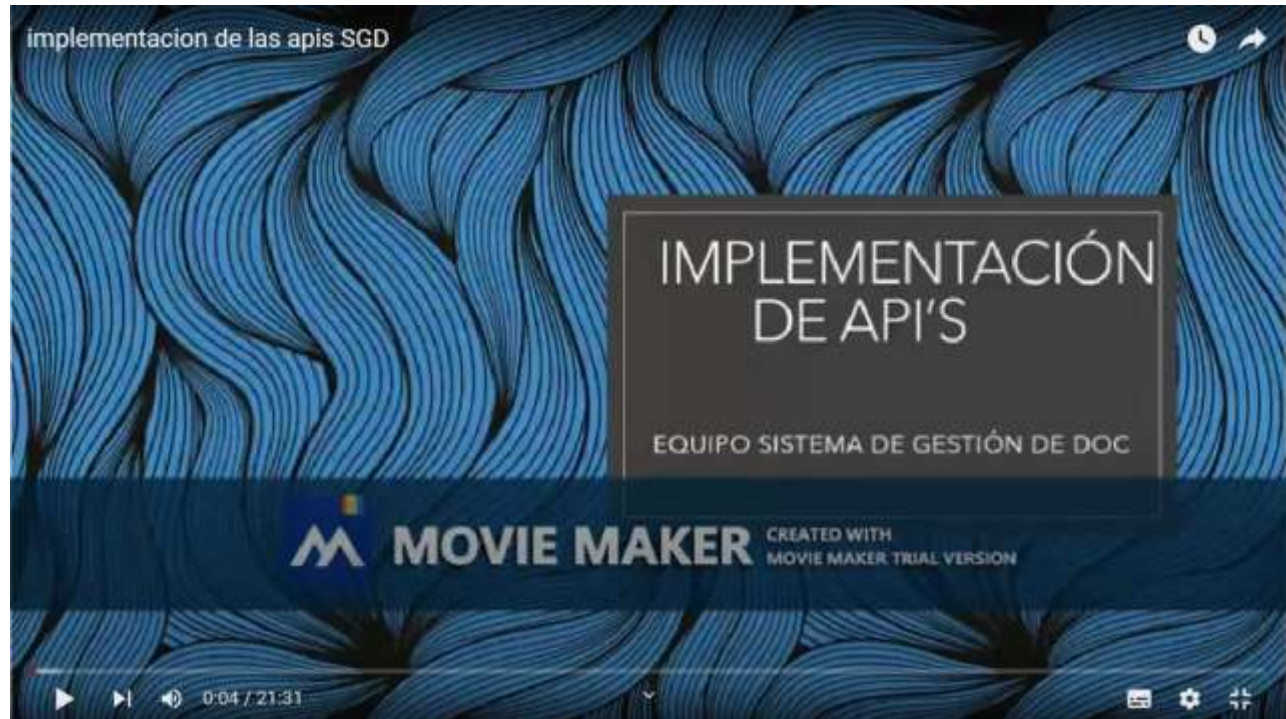 implementacion de las apis SGD
IMPLEMENTACIÓN
DE API'S
EQUIPO SISTEMA DE GESTIÓN DE DOC
MOVIE MAKER
CREATED WITH
MOVIE MAKER TRIAL VERSION
0:04 / 21:31